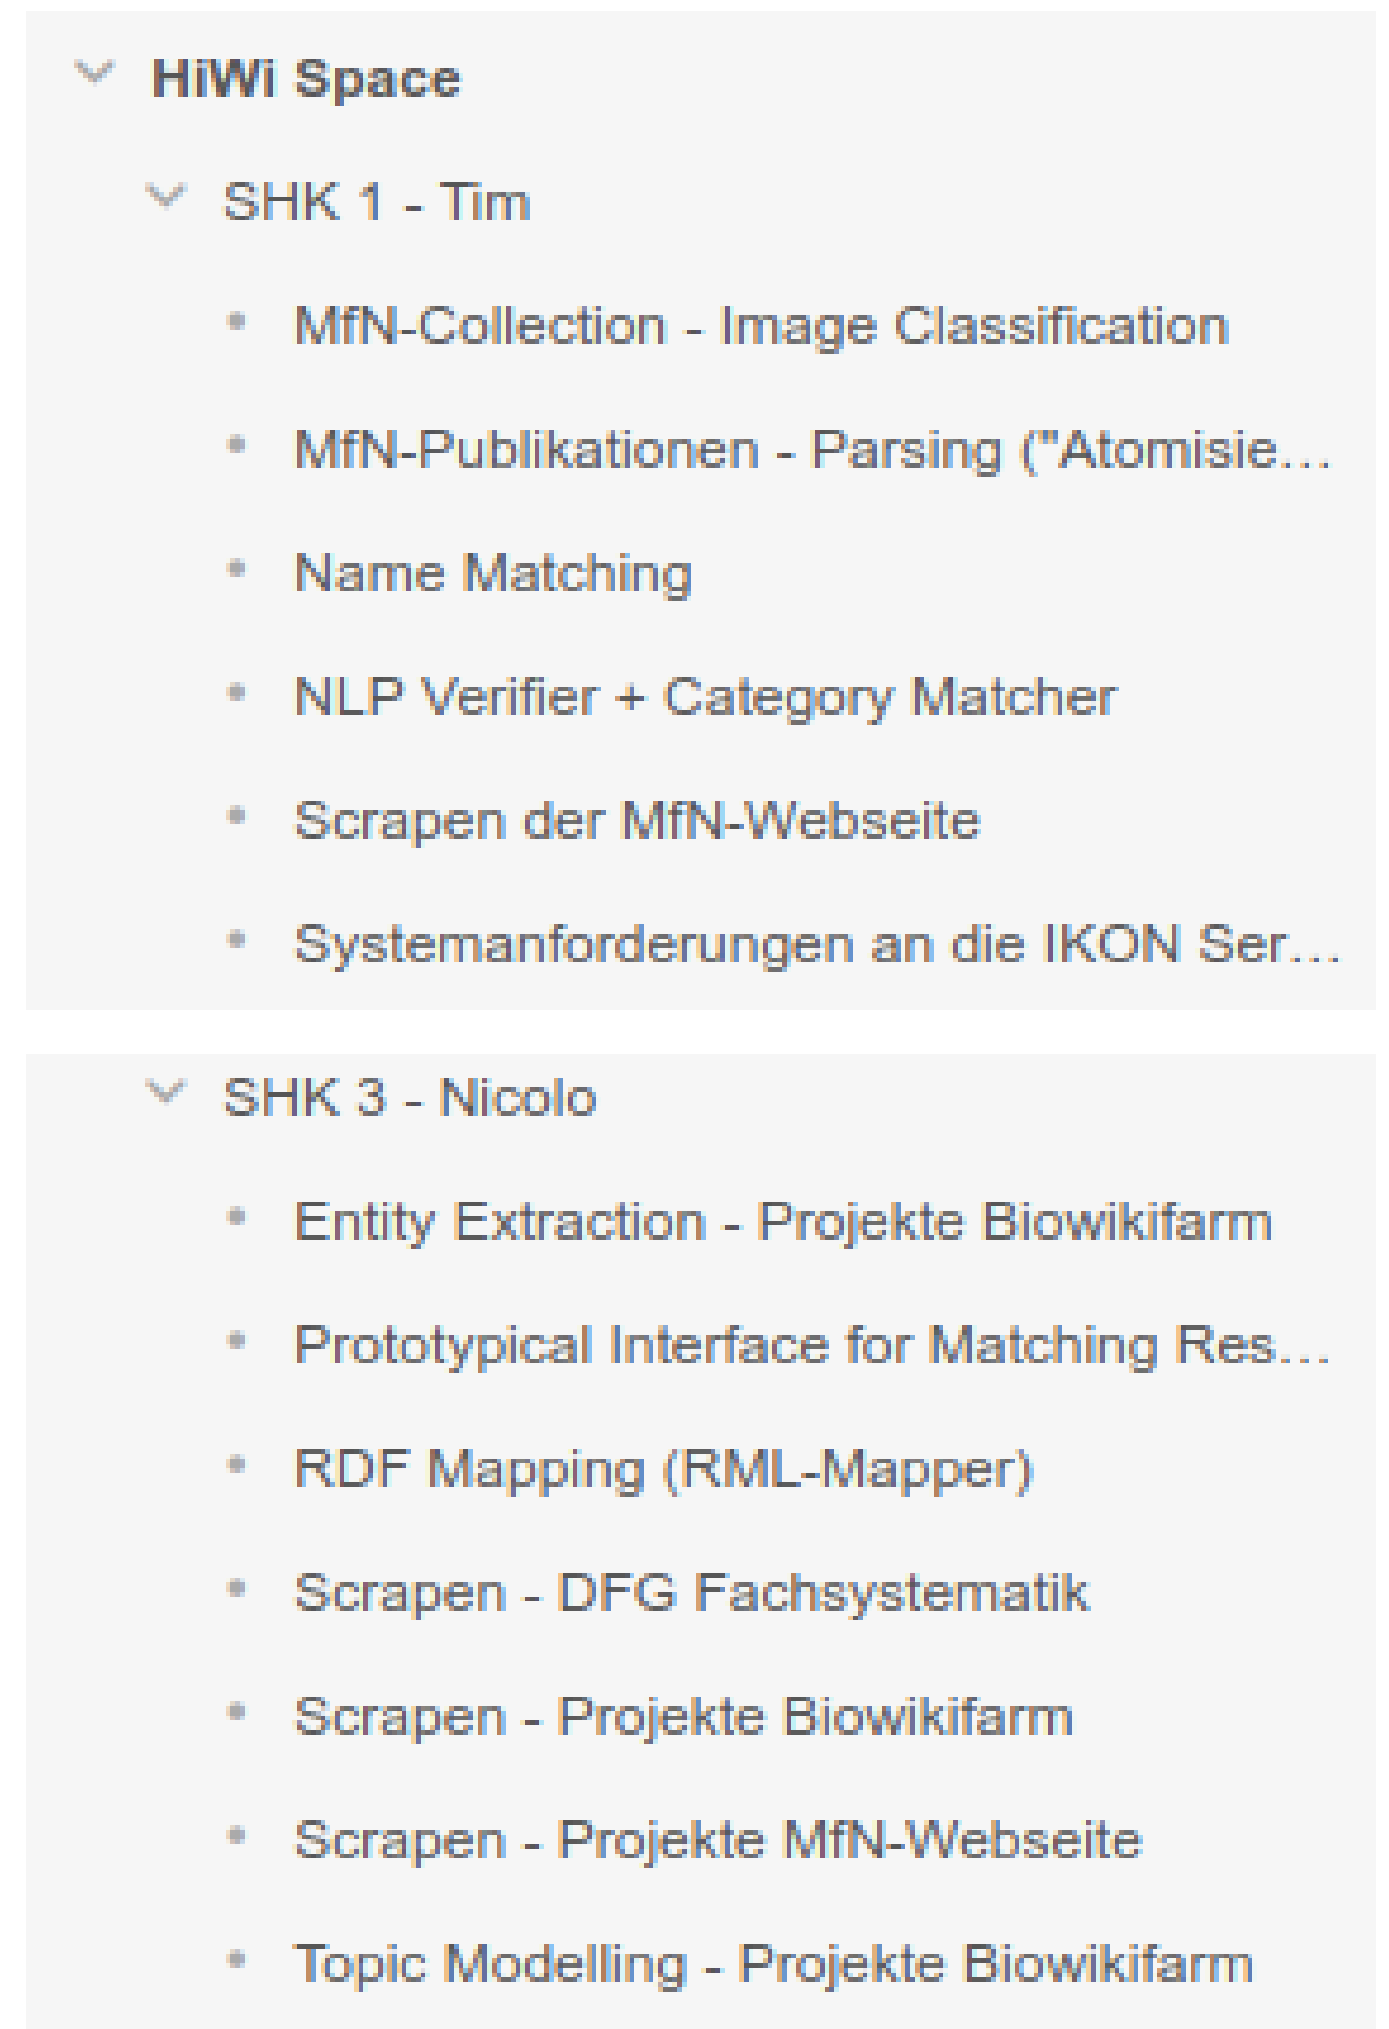 HiWi Space
SHK 1 - Tim
MfN-Collection - Image Classification
MfN-Publikationen - Parsing ("Atomisie...
Name Matching
NLP Verifier + Category Matcher
Scrapen der MfN-Webseite
Systemanforderungen an die IKON Ser...
SHK 3 - Nicolo
Entity Extraction - Projekte Biowikifarm
Prototypical Interface for Matching Res...
RDF Mapping (RML-Mapper)
Scrapen - DFG Fachsystematik
Scrapen - Projekte Biowikifarm
Scrapen - Projekte MfN-Webseite
Topic Modelling - Projekte Biowikifarm